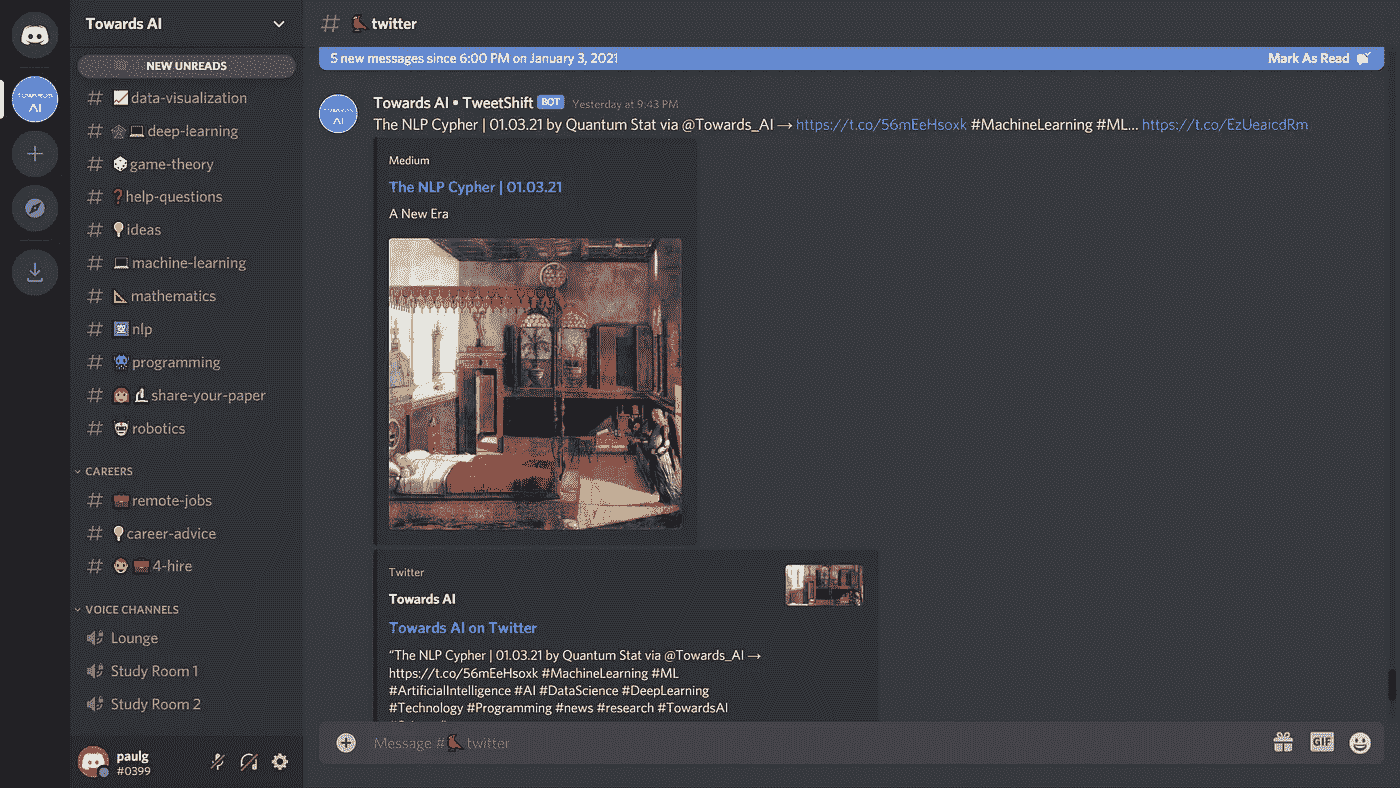 Towards AI
NEW UNREADS
# data-visualization
# deep-learning
# game-theory
# help-questions
# ideas
# machine-learning
# mathematics
# nlp
# programming
# share-your-paper
# robotics
CAREERS
# remote-jobs
# career-advice
# 4-hire
VOICE CHANNELS
Lounge
Study Room 1
Study Room 2
paulg
#0399
# twitter
5 new messages since 6:00 PM on January 3, 2021 Mark As Read
Towards AI • TweetShift BOT Yesterday at 9:43 PM
The NLP Cypher | 01.03.21 by Quantum Stat via @Towards_AI → https://t.co/56mEeHsoxk #MachineLearning #ML… https://t.co/EzUeaicdRm
Medium
The NLP Cypher | 01.03.21
A New Era
Twitter
Towards AI
Towards AI on Twitter
“The NLP Cypher | 01.03.21 by Quantum Stat via @Towards_AI →
https://t.co/56mEeHsoxk #MachineLearning #ML
#ArtificialIntelligence #AI #DataScience #DeepLearning
#Technology #Programming #news #research #TowardsAI
Message # twitter
GIF